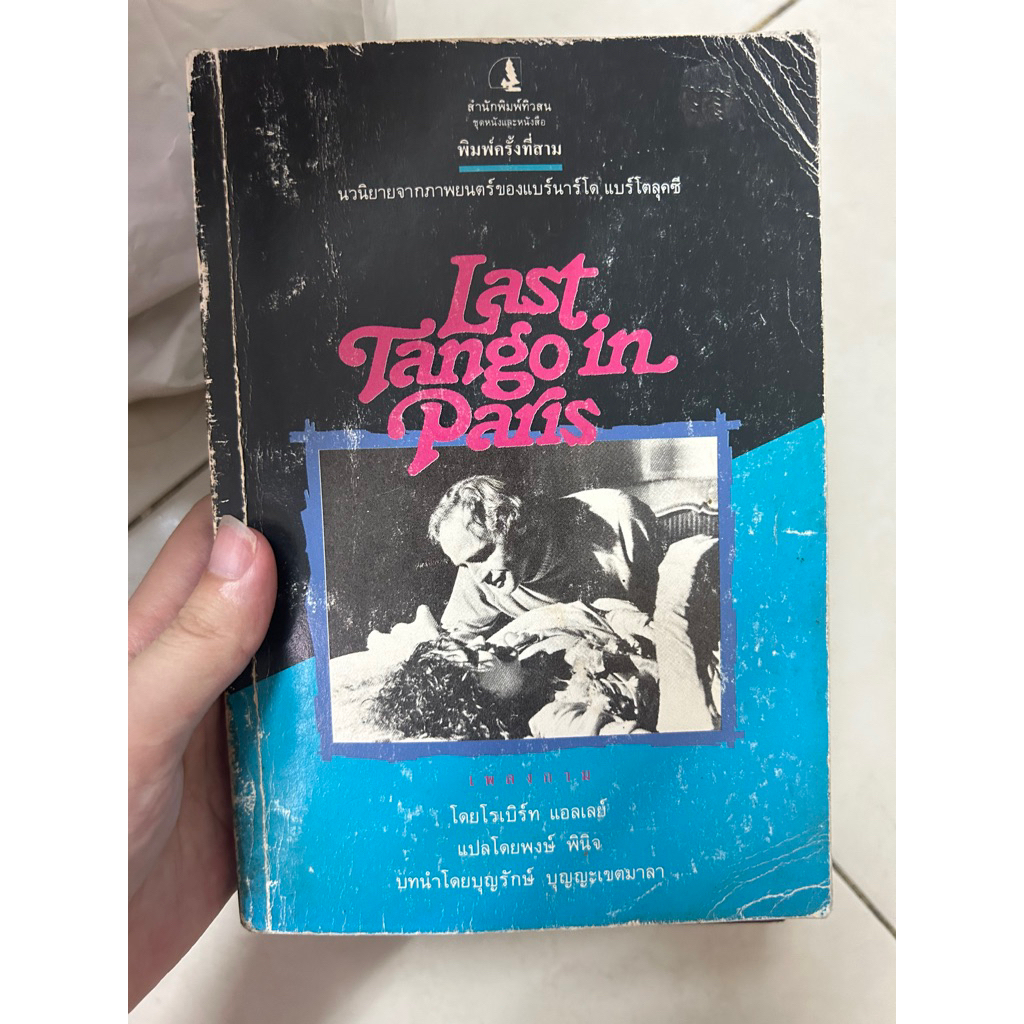 สำนักพิมพ์ทิวสน
ชุดหนังและหนังสือ
พิมพ์ครั้งที่สาม
นวนิยายจากภาพยนตร์ของแบร์นาร์โด แบร์โตลุคซี
Last
Tango in
Paris
เพลงกาม
โดยโรเบิร์ท แอลเลย์
แปลโดยพงษ์ พินิจ
บทนำโดยบุญรักษ์ บุญญะเขตมาลา